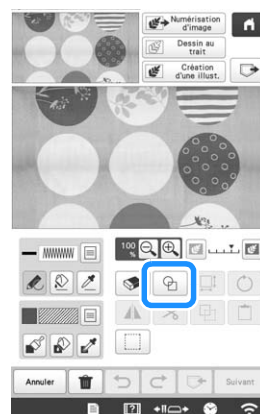 Numérisation
d'image
Dessin au
trait
Création
d'une illust.
100
%
Annuler
Suivant
?